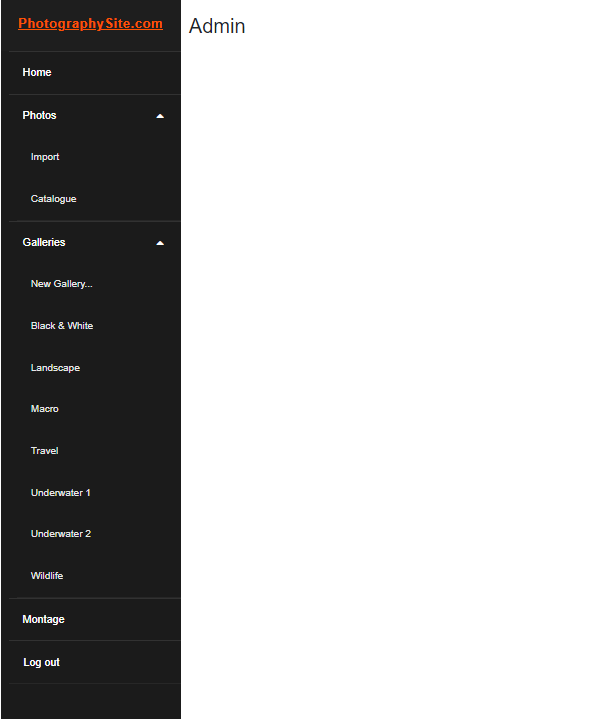 PhotographySite.com
Admin
Home
Photos
Import
Catalogue
Galleries
New Gallery...
Black & White
Landscape
Macro
Travel
Underwater 1
Underwater 2
Wildlife
Montage
Log out